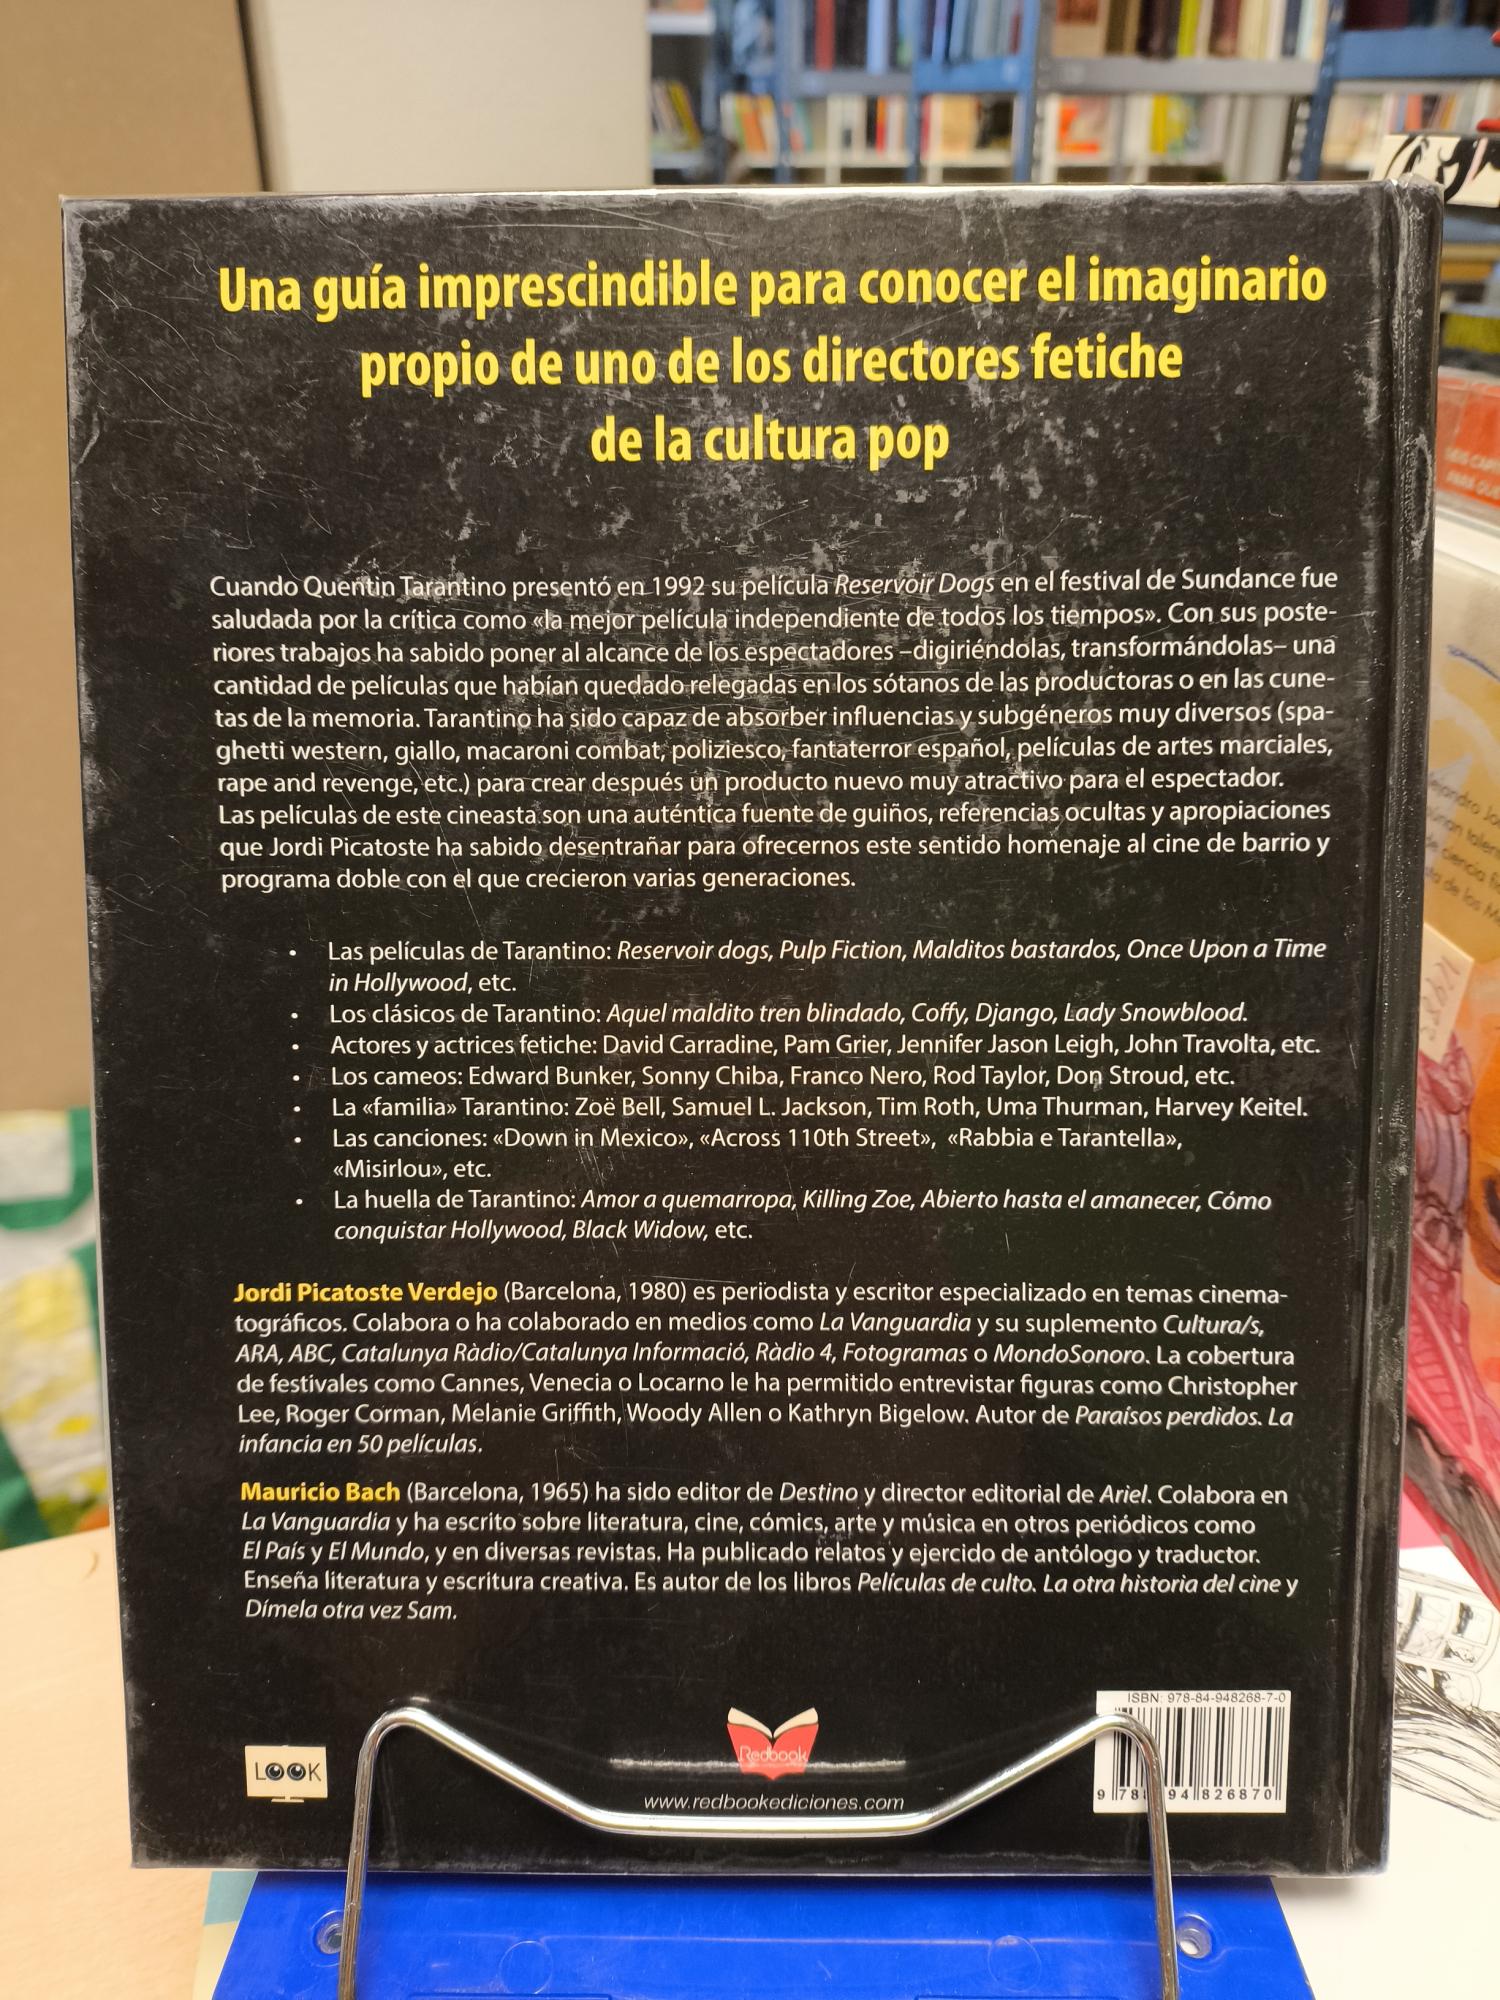 Una guía imprescindible para conocer el imaginario
propio de uno de los directores fetiche
de la cultura pop
Cuando Quentin Tarantino presentó en 1992 su película Reservoir Dogs en el festival de Sundance fue
saludada por la crítica como «la mejor película independiente de todos los tiempos». Con sus poste-
riores trabajos ha sabido poner al alcance de los espectadores –digiriéndolas, transformándolas– una
cantidad de películas que habían quedado relegadas en los sótanos de las productoras o en las cune-
tas de la memoria. Tarantino ha sido capaz de absorber influencias y subgéneros muy diversos (spa-
ghetti western, giallo, macaroni combat, poliziesco, fantaterror español, películas de artes marciales,
rape and revenge, etc.) para crear después un producto nuevo muy atractivo para el espectador.
Las películas de este cineasta son una auténtica fuente de guiños, referencias ocultas y apropiaciones
que Jordi Picatoste ha sabido desentrañar para ofrecernos este sentido homenaje al cine de barrio y
programa doble con el que crecieron varias generaciones.
• Las películas de Tarantino: Reservoir dogs, Pulp Fiction, Malditos bastardos, Once Upon a Time
in Hollywood, etc.
• Los clásicos de Tarantino: Aquel maldito tren blindado, Coffy, Django, Lady Snowblood.
• Actores y actrices fetiche: David Carradine, Pam Grier, Jennifer Jason Leigh, John Travolta, etc.
• Los cameos: Edward Bunker, Sonny Chiba, Franco Nero, Rod Taylor, Don Stroud, etc.
• La «familia» Tarantino: Zoë Bell, Samuel L. Jackson, Tim Roth, Uma Thurman, Harvey Keitel.
• Las canciones: «Down in Mexico», «Across 110th Street», «Rabbia e Tarantella»,
«Misirlou», etc.
• La huella de Tarantino: Amor a quemarropa, Killing Zoe, Abierto hasta el amanecer, Cómo
conquistar Hollywood, Black Widow, etc.
Jordi Picatoste Verdejo (Barcelona, 1980) es periodista y escritor especializado en temas cinema-
tográficos. Colabora o ha colaborado en medios como La Vanguardia y su suplemento Cultura/s,
ARA, ABC, Catalunya Ràdio/Catalunya Informació, Ràdio 4, Fotogramas o MondoSonoro. La cobertura
de festivales como Cannes, Venecia o Locarno le ha permitido entrevistar figuras como Christopher
Lee, Roger Corman, Melanie Griffith, Woody Allen o Kathryn Bigelow. Autor de Paraísos perdidos. La
infancia en 50 películas.
Mauricio Bach (Barcelona, 1965) ha sido editor de Destino y director editorial de Ariel. Colabora en
La Vanguardia y ha escrito sobre literatura, cine, cómics, arte y música en otros periódicos como
El País y El Mundo, y en diversas revistas. Ha publicado relatos y ejercido de antólogo y traductor.
Enseña literatura y escritura creativa. Es autor de los libros Películas de culto. La otra historia del cine y
Dímela otra vez Sam.
ISBN: 978-84-948268-7-0
LOOK
Redbook
www.redbookediciones.com
9 78 94 826870